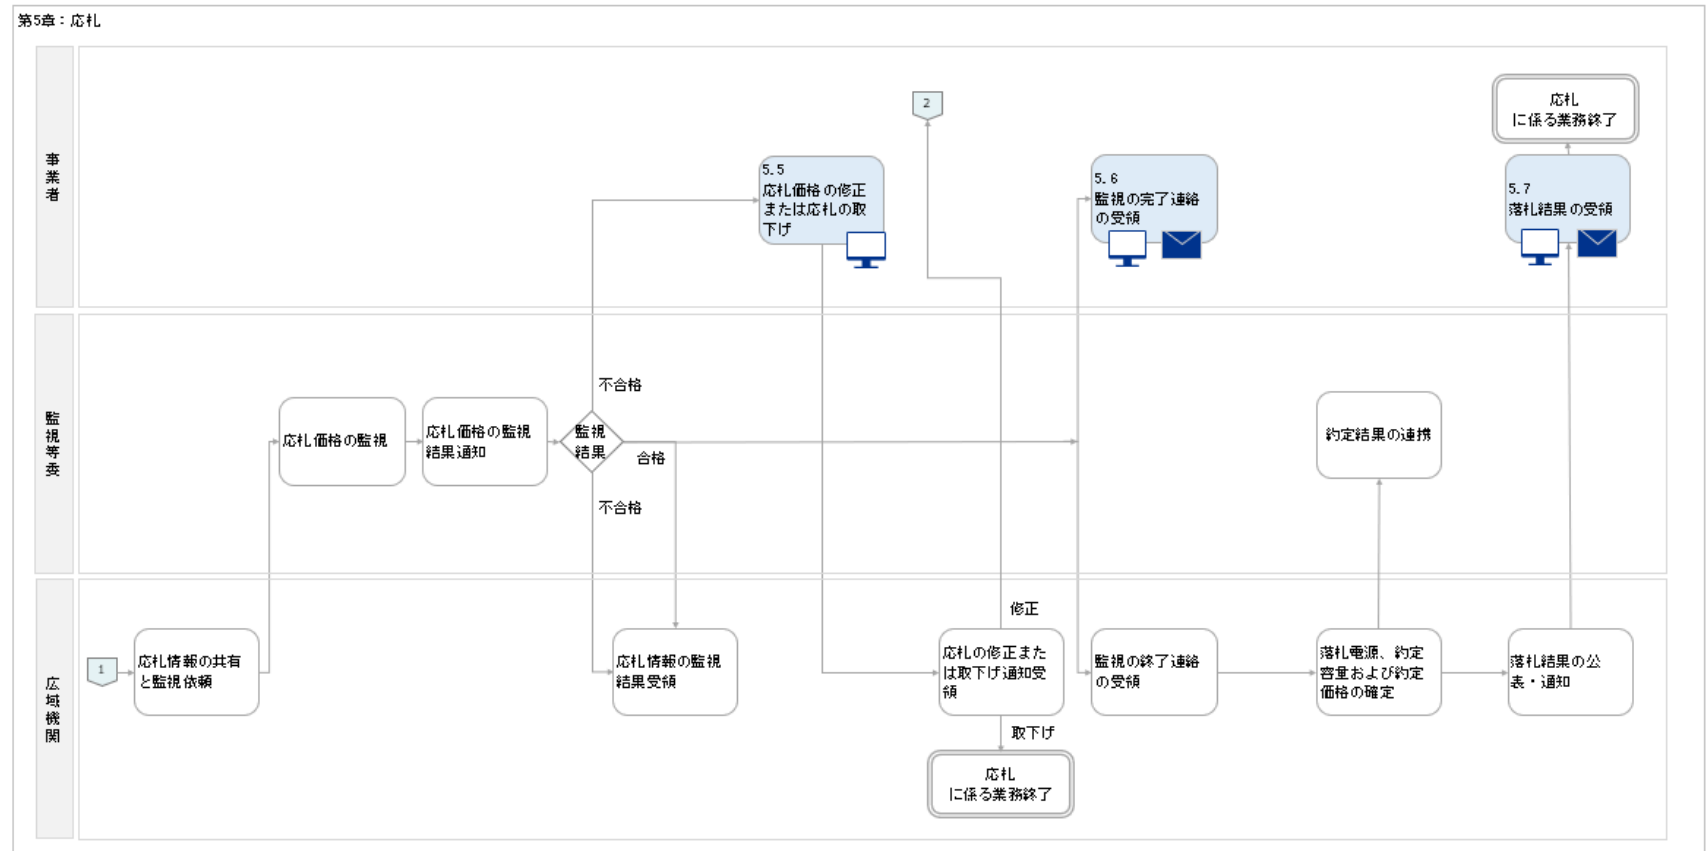 第5章：応札
事業者
2
応札
に係る業務終了
5.5
応札価格の修正
または応札の取
下げ
5.6
監視の完了連絡
の受領
5.7
落札結果の受領
監視等委
不合格
応札価格の監視
応札価格の監視
結果通知
監視
結果
合格
不合格
約定結果の連携
広域機関
1
応札情報の共有
と監視依頼
応札情報の監視
結果受領
修正
応札の修正また
は取下げ通知受
領
取下げ
応札
に係る業務終了
監視の終了連絡
の受領
落札電源、約定
容量および約定
価格の確定
落札結果の公
表・通知